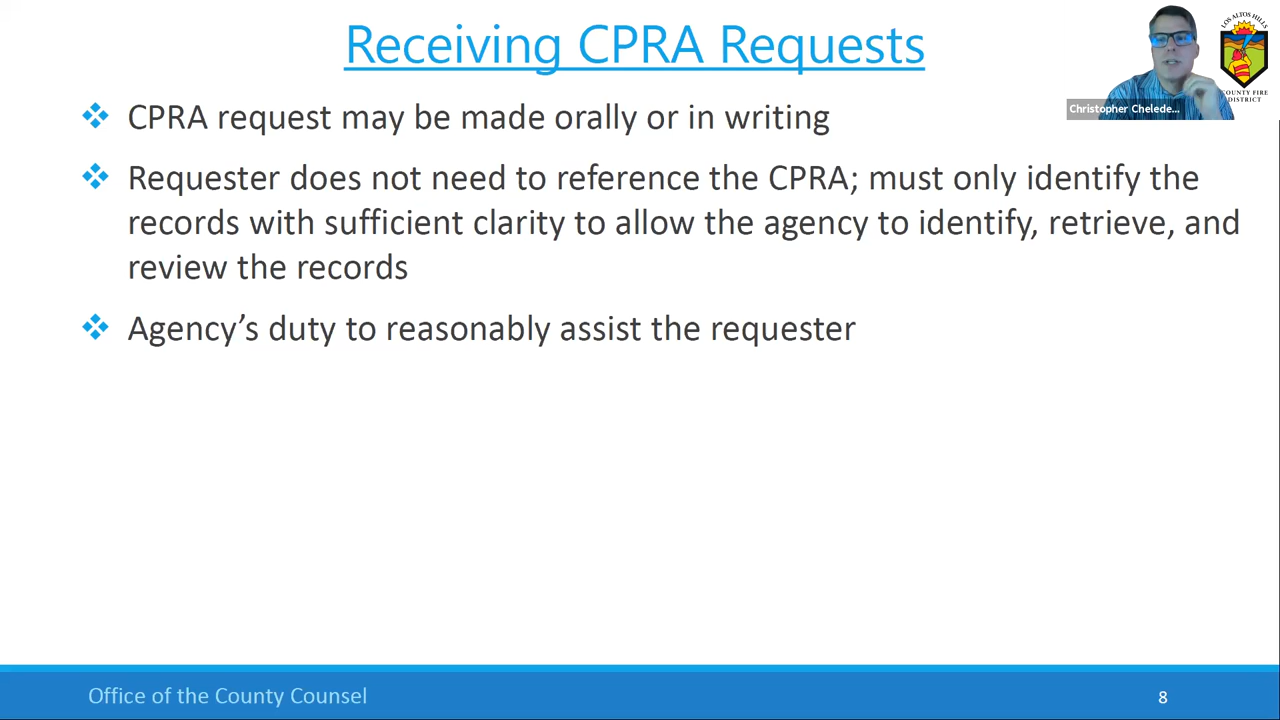 Receiving CPRA Requests
LOS ALTOS HILLS
COUNTY FIRE
DISTRICT
Christopher Chelede...
❖ CPRA request may be made orally or in writing
❖ Requester does not need to reference the CPRA; must only identify the
records with sufficient clarity to allow the agency to identify, retrieve, and
review the records
❖ Agency’s duty to reasonably assist the requester
Office of the County Counsel
8